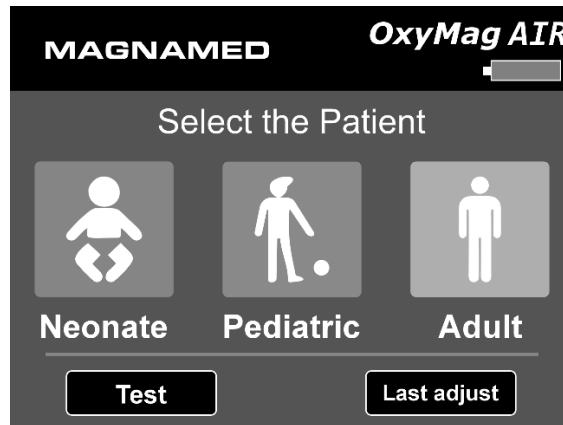 MAGNAMED OxyMag AIR
Select the Patient
Neonate Pediatric Adult
Test Last adjust